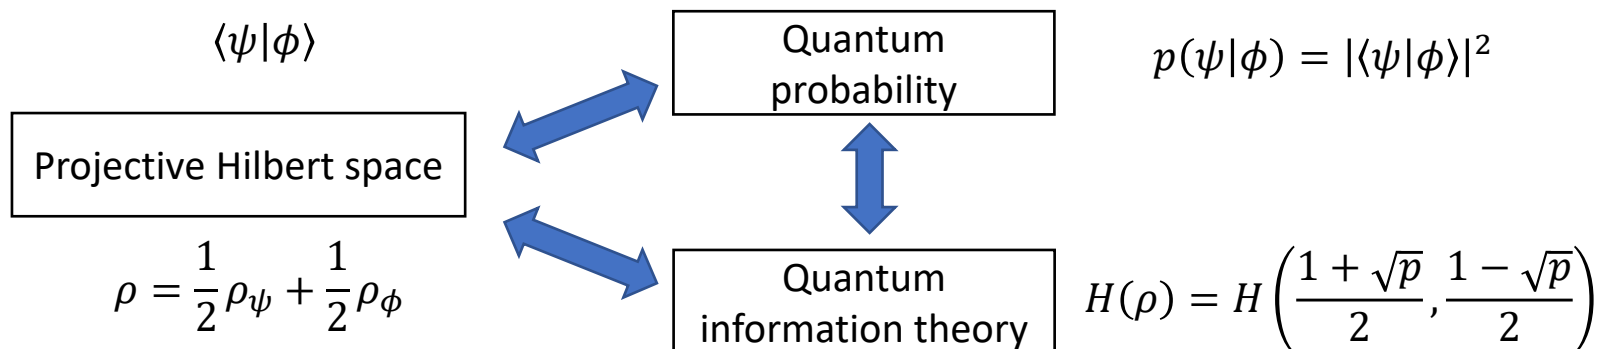 ⟨𝜓|𝜙⟩
Projective Hilbert space
𝜌 = 1/2 𝜌_𝜓 + 1/2 𝜌_𝜙
Quantum
probability
𝑝(𝜓|𝜙) = |⟨𝜓|𝜙⟩|²
Quantum
information theory
𝐻(𝜌) = 𝐻((1 + √𝑝)/2, (1 − √𝑝)/2)